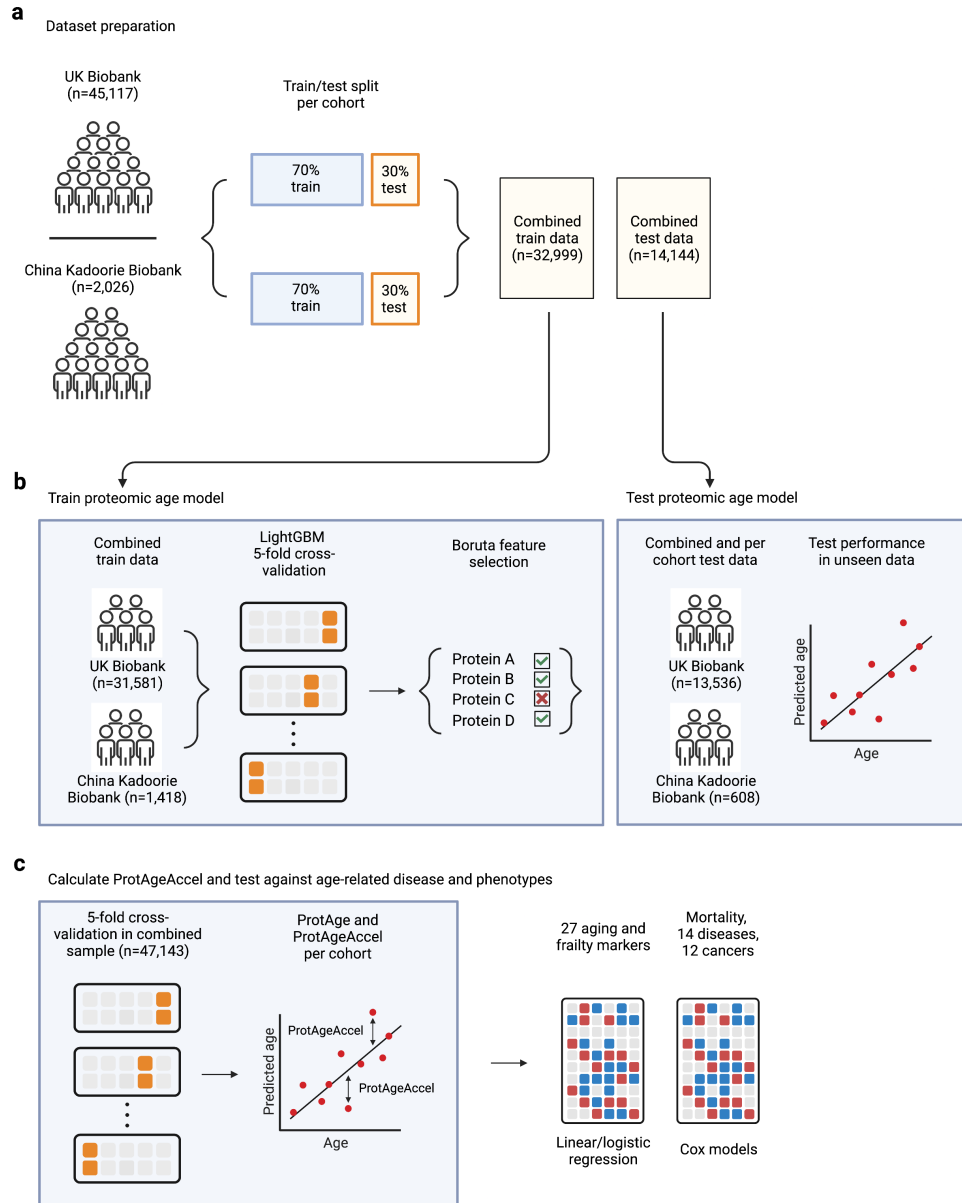 a
Dataset preparation
UK Biobank
(n=45,117)
China Kadoorie Biobank
(n=2,026)
Train/test split
per cohort
70%
train
30%
test
70%
train
30%
test
Combined
train data
(n=32,999)
Combined
test data
(n=14,144)
b
Train proteomic age model
Combined
train data
UK Biobank
(n=31,581)
China Kadoorie
Biobank (n=1,418)
LightGBM
5-fold cross-
validation
Boruta feature
selection
Protein A
Protein B
Protein C
Protein D
Test proteomic age model
Combined and per
cohort test data
UK Biobank
(n=13,536)
China Kadoorie
Biobank (n=608)
Test performance
in unseen data
Predicted age
Age
c
Calculate ProtAgeAccel and test against age-related disease and phenotypes
5-fold cross-
validation in combined
sample (n=47,143)
ProtAge and
ProtAgeAccel
per cohort
Predicted age
ProtAgeAccel
ProtAgeAccel
Age
27 aging and
frailty markers
Linear/logistic
regression
Mortality,
14 diseases,
12 cancers
Cox models